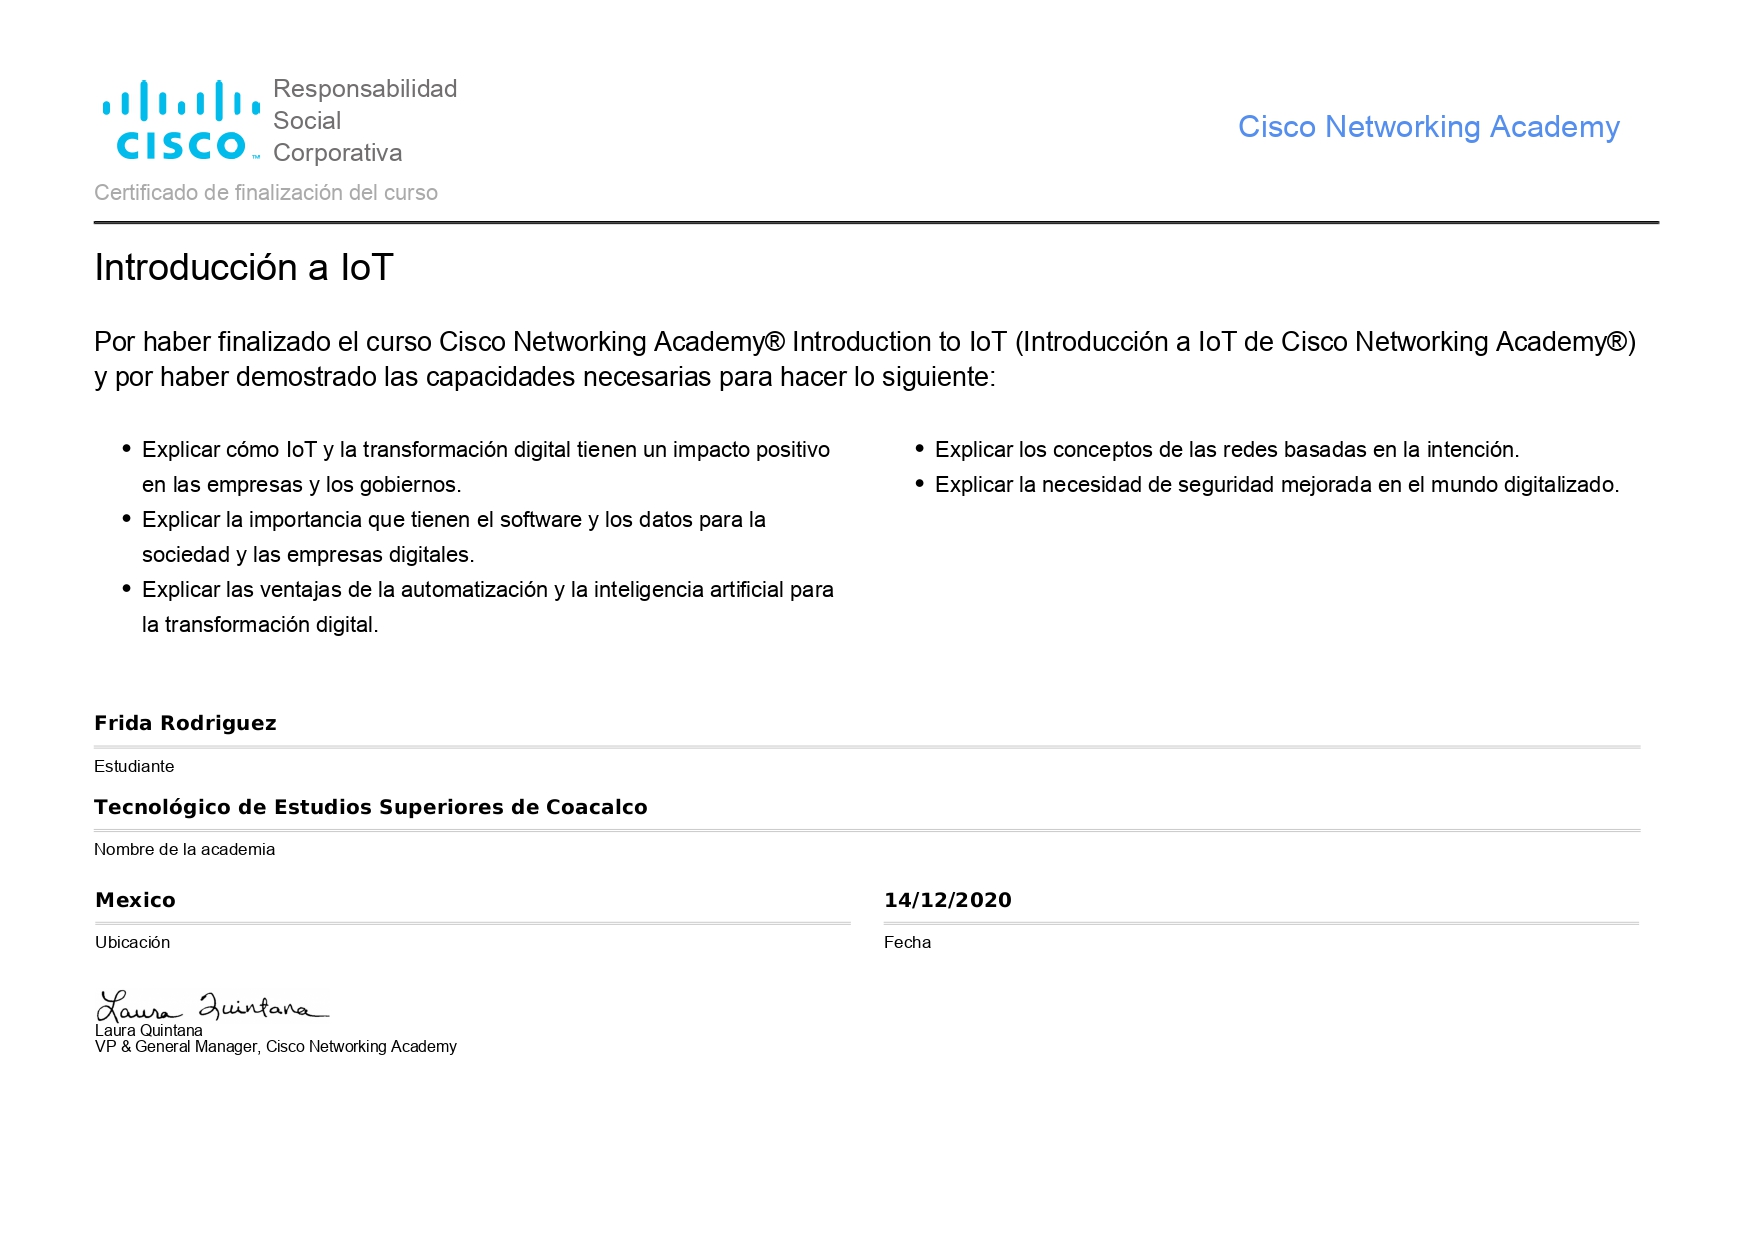 CISCO™
Responsabilidad
Social
Corporativa
Cisco Networking Academy
Certificado de finalización del curso
Introducción a IoT
Por haber finalizado el curso Cisco Networking Academy® Introduction to IoT (Introducción a IoT de Cisco Networking Academy®)
y por haber demostrado las capacidades necesarias para hacer lo siguiente:
• Explicar cómo IoT y la transformación digital tienen un impacto positivo
en las empresas y los gobiernos.
• Explicar la importancia que tienen el software y los datos para la
sociedad y las empresas digitales.
• Explicar las ventajas de la automatización y la inteligencia artificial para
la transformación digital.
• Explicar los conceptos de las redes basadas en la intención.
• Explicar la necesidad de seguridad mejorada en el mundo digitalizado.
Frida Rodriguez
Estudiante
Tecnológico de Estudios Superiores de Coacalco
Nombre de la academia
Mexico
Ubicación
14/12/2020
Fecha
Laura Quintana
Laura Quintana
VP & General Manager, Cisco Networking Academy